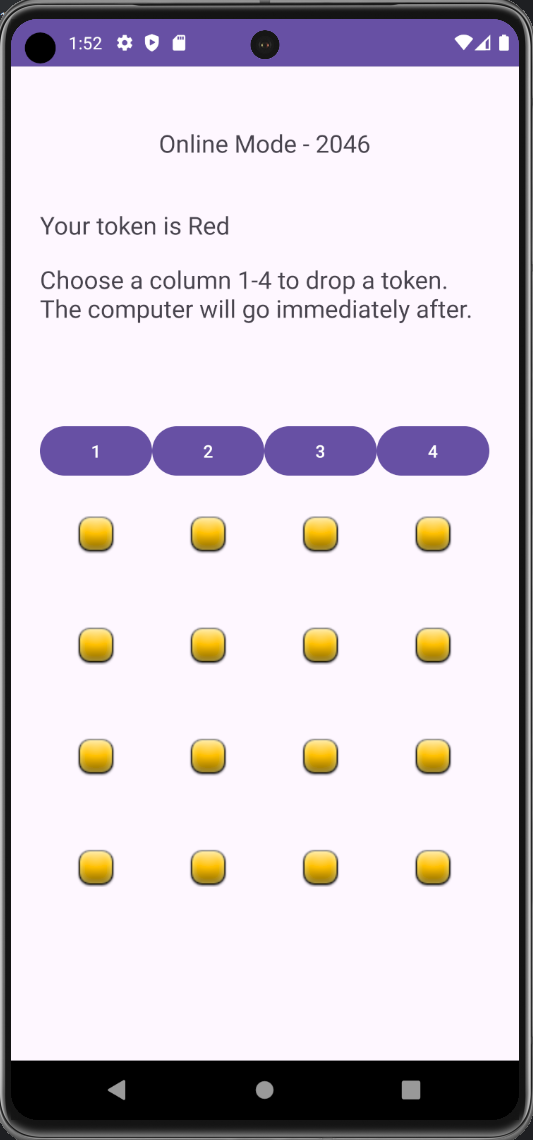 1:52
Online Mode - 2046
Your token is Red
Choose a column 1-4 to drop a token.
The computer will go immediately after.
1 2 3 4